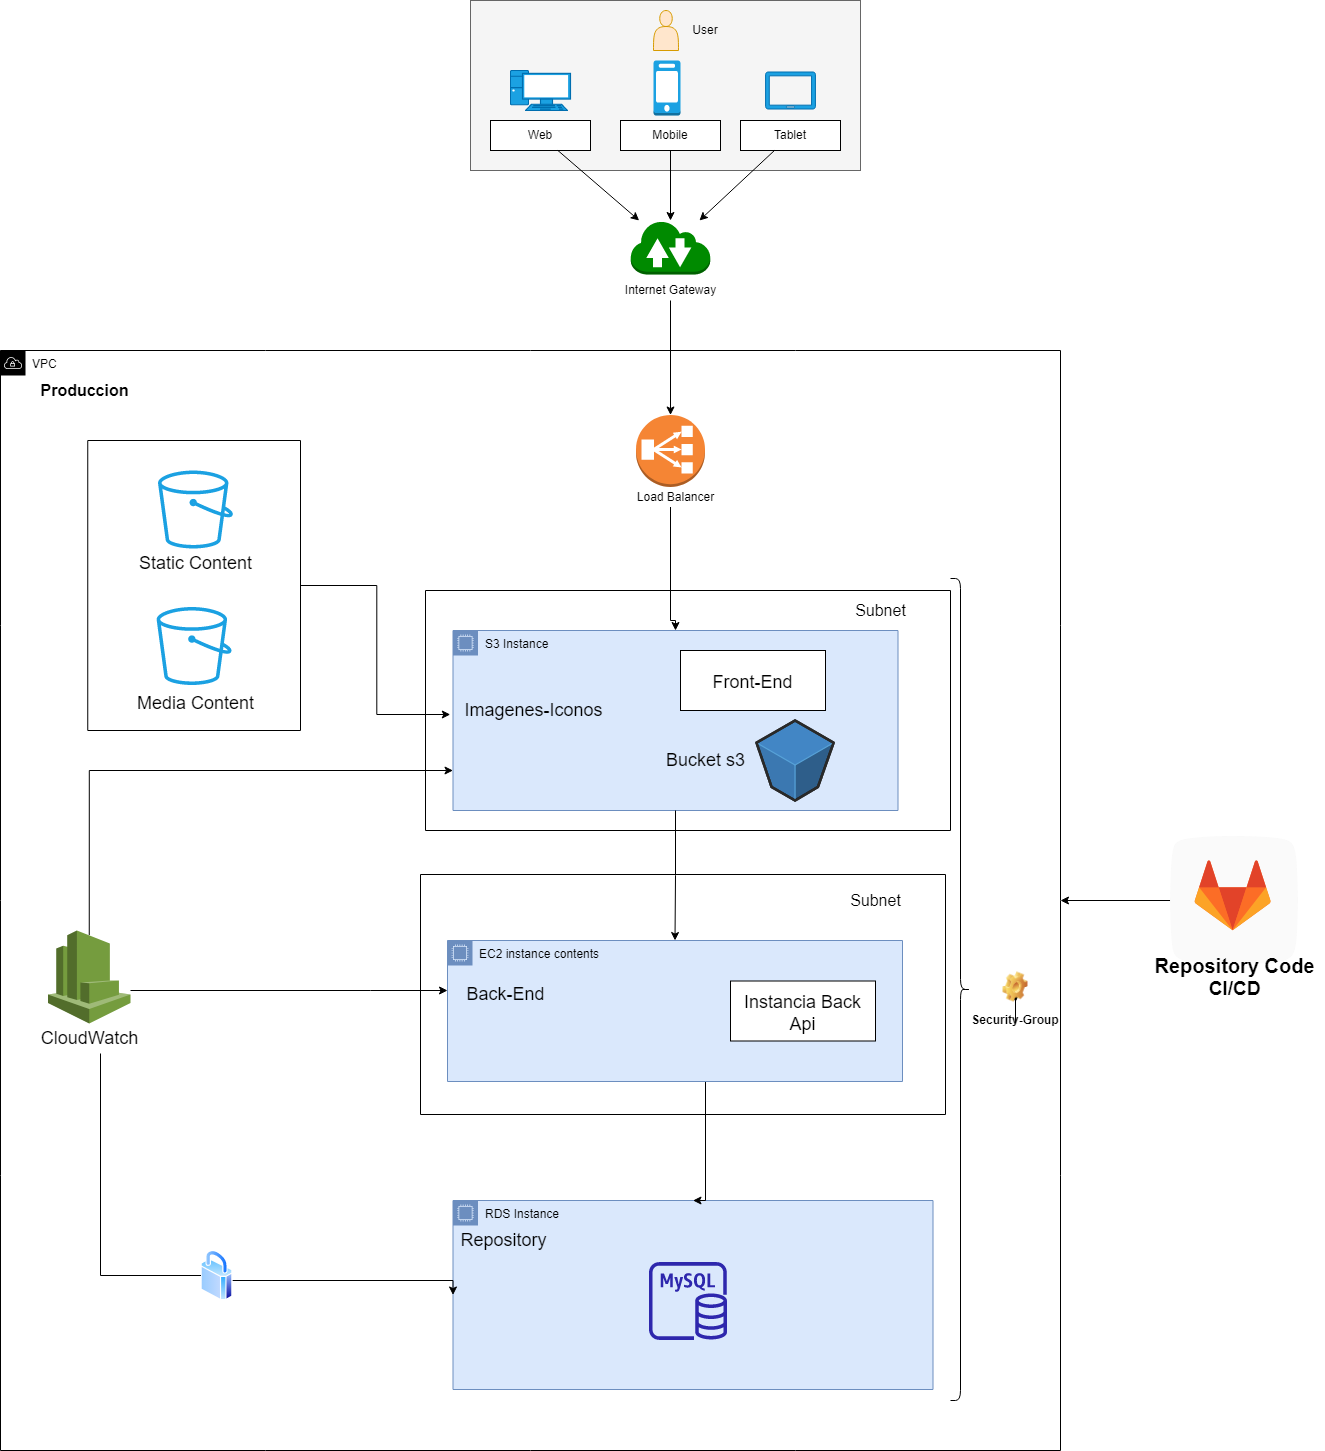 User
Web
Mobile
Tablet
Internet Gateway
VPC
Produccion
Load Balancer
Static Content
Media Content
Subnet
S3 Instance
Front-End
Imagenes-Iconos
Bucket s3
Subnet
EC2 instance contents
Back-End
Instancia Back
Api
CloudWatch
Security-Group
Repository Code
CI/CD
RDS Instance
Repository
MySQL